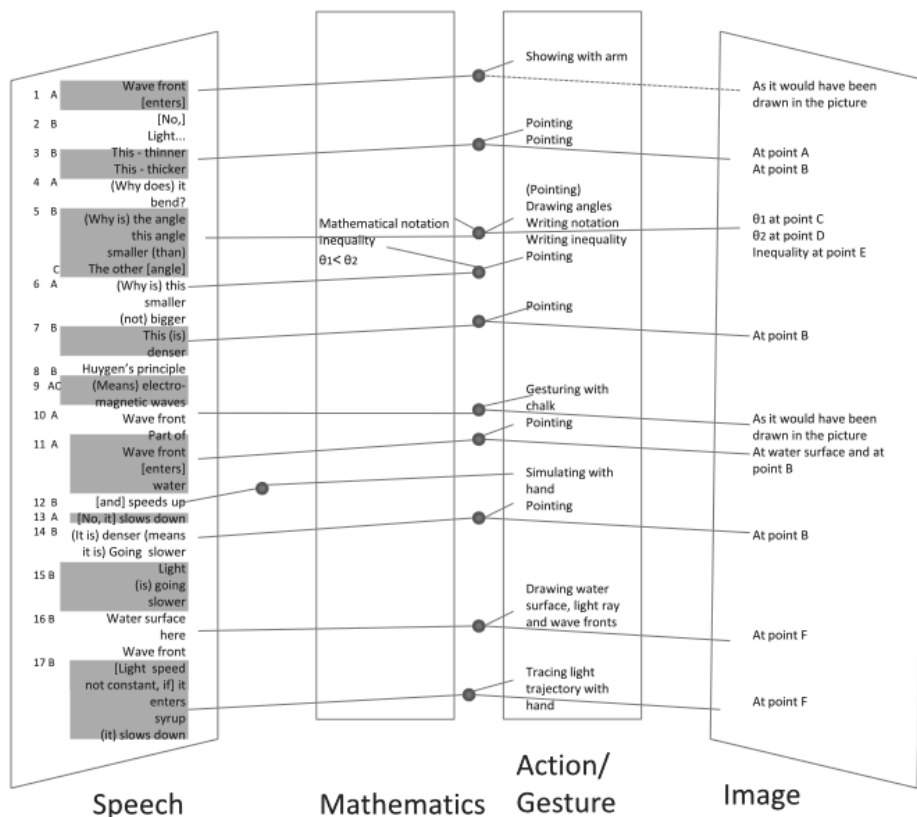 1 A Wave front
[enters]
2 B [No,]
Light...
3 B This - thinner
This - thicker
4 A (Why does) it
bend?
5 B (Why is) the angle
this angle
smaller (than)
C The other [angle]
6 A (Why is) this
smaller
(not) bigger
7 B This (is)
denser
8 B Huygen's principle
9 AC (Means) electro-
magnetic waves
10 A Wave front
Part of
11 A Wave front
[enters]
water
12 B [and] speeds up
13 A [No, it] slows down
14 B (It is) denser (means
it is) Going slower
Light
15 B (is) going
slower
16 B Water surface
here
Wave front
17 B [Light speed
not constant, if] it
enters
syrup
(it) slows down
Speech
Mathematical notation
Inequality
θ1< θ2
Mathematics
Showing with arm
Pointing
Pointing
(Pointing)
Drawing angles
Writing notation
Writing inequality
Pointing
Pointing
Gesturing with
chalk
Pointing
Simulating with
hand
Pointing
Drawing water
surface, light ray
and wave fronts
Tracing light
trajectory with
hand
Action/
Gesture
As it would have been
drawn in the picture
At point A
At point B
θ1 at point C
θ2 at point D
Inequality at point E
At point B
As it would have been
drawn in the picture
At water surface and at
point B
At point B
At point F
At point F
Image